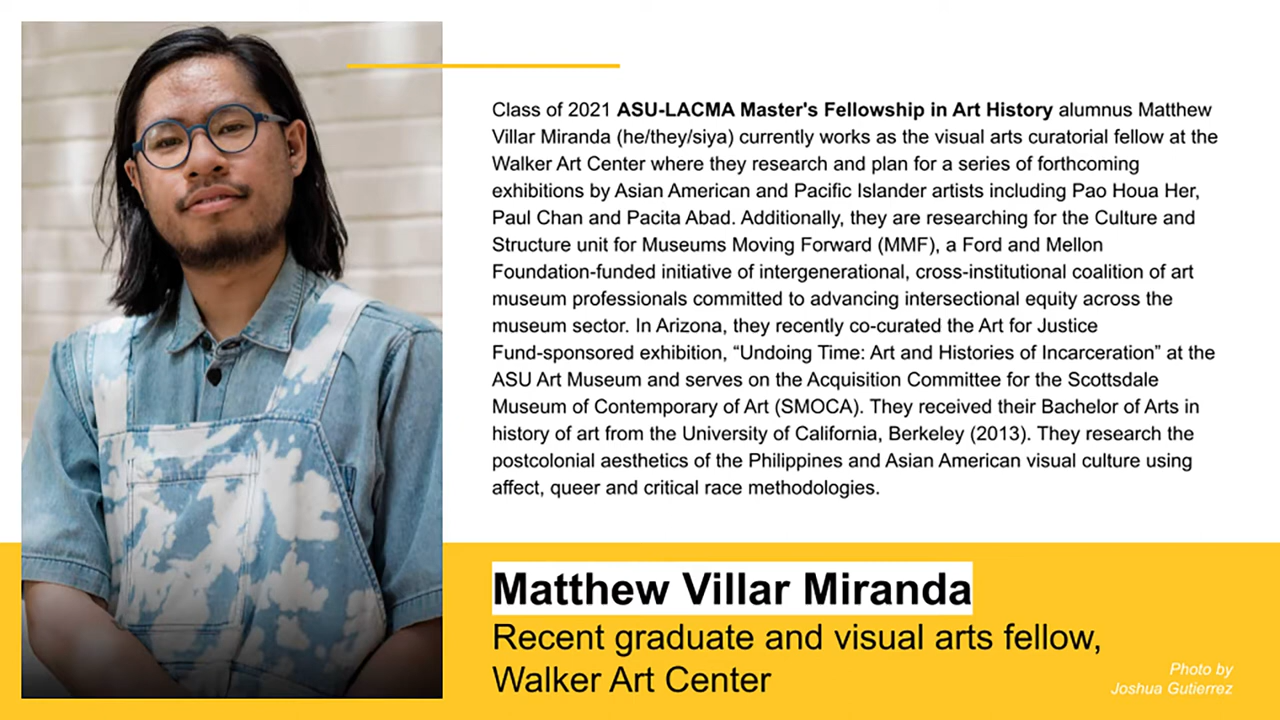 Class of 2021 ASU-LACMA Master's Fellowship in Art History alumnus Matthew
Villar Miranda (he/they/siya) currently works as the visual arts curatorial fellow at the
Walker Art Center where they research and plan for a series of forthcoming
exhibitions by Asian American and Pacific Islander artists including Pao Houa Her,
Paul Chan and Pacita Abad. Additionally, they are researching for the Culture and
Structure unit for Museums Moving Forward (MMF), a Ford and Mellon
Foundation-funded initiative of intergenerational, cross-institutional coalition of art
museum professionals committed to advancing intersectional equity across the
museum sector. In Arizona, they recently co-curated the Art for Justice
Fund-sponsored exhibition, “Undoing Time: Art and Histories of Incarceration” at the
ASU Art Museum and serves on the Acquisition Committee for the Scottsdale
Museum of Contemporary of Art (SMOCA). They received their Bachelor of Arts in
history of art from the University of California, Berkeley (2013). They research the
postcolonial aesthetics of the Philippines and Asian American visual culture using
affect, queer and critical race methodologies.
Matthew Villar Miranda
Recent graduate and visual arts fellow,
Walker Art Center
Photo by
Joshua Gutierrez